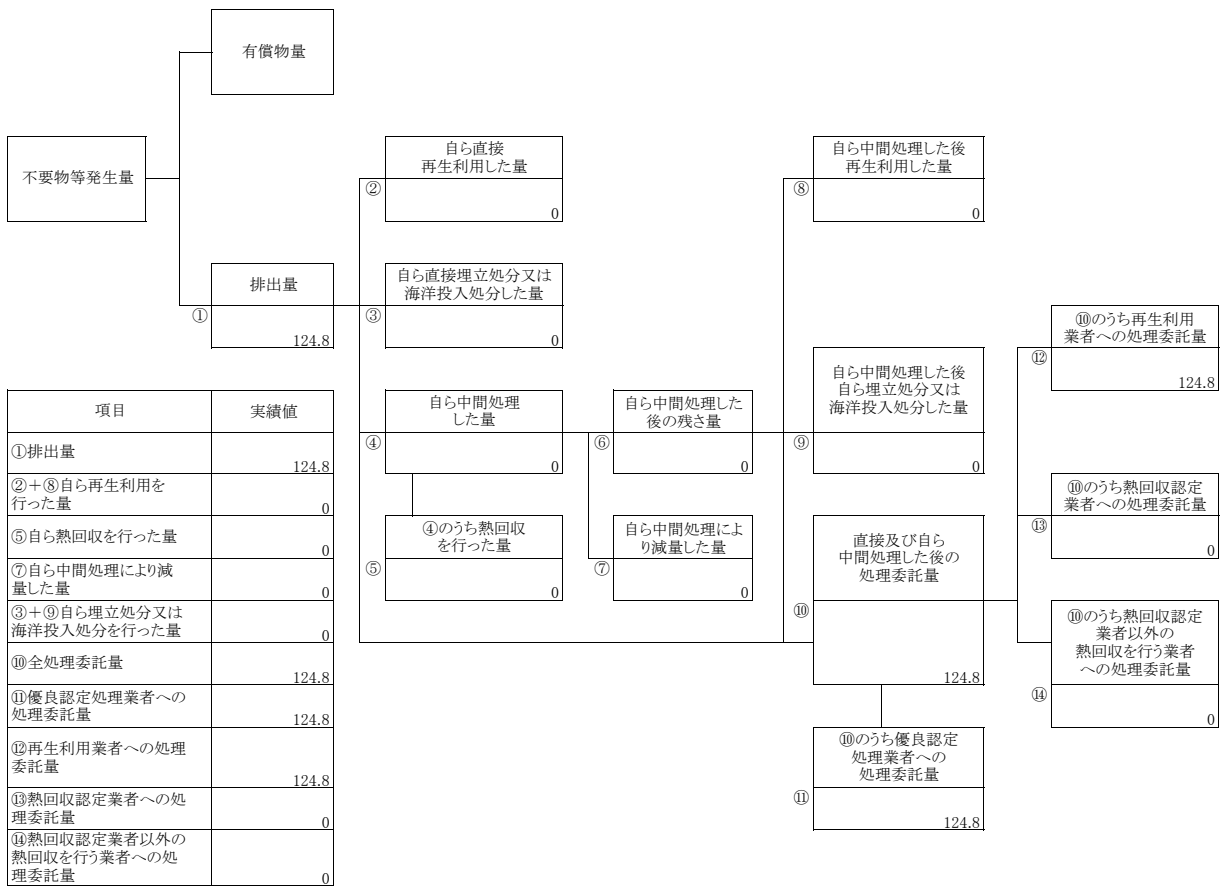 有償物量
不要物等発生量
自ら直接
再生利用した量
②
0
自ら中間処理した後
再生利用した量
⑧
0
排出量
①
124.8
自ら直接埋立処分又は
海洋投入処分した量
③
0
⑩のうち再生利用
業者への処理委託量
⑫
124.8
自ら中間処理
した量
④
0
自ら中間処理した
後の残さ量
⑥
0
自ら中間処理した後
自ら埋立処分又は
海洋投入処分した量
⑨
0
⑩のうち熱回収認定
業者への処理委託量
⑬
0
④のうち熱回収
を行った量
⑤
0
自ら中間処理によ
り減量した量
⑦
0
直接及び自ら
中間処理した後の
処理委託量
⑩
124.8
⑩のうち熱回収認定
業者以外の
熱回収を行う業者
への処理委託量
⑭
0
⑩のうち優良認定
処理業者への
処理委託量
⑪
124.8
項目 実績値
①排出量
124.8
②＋⑧自ら再生利用を
行った量
0
⑤自ら熱回収を行った量
0
⑦自ら中間処理により減
量した量
0
③＋⑨自ら埋立処分又は
海洋投入処分を行った量
0
⑩全処理委託量
124.8
⑪優良認定処理業者への
処理委託量
124.8
⑫再生利用業者への処理
委託量
124.8
⑬熱回収認定業者への処
理委託量
0
⑭熱回収認定業者以外の
熱回収を行う業者への処
理委託量
0